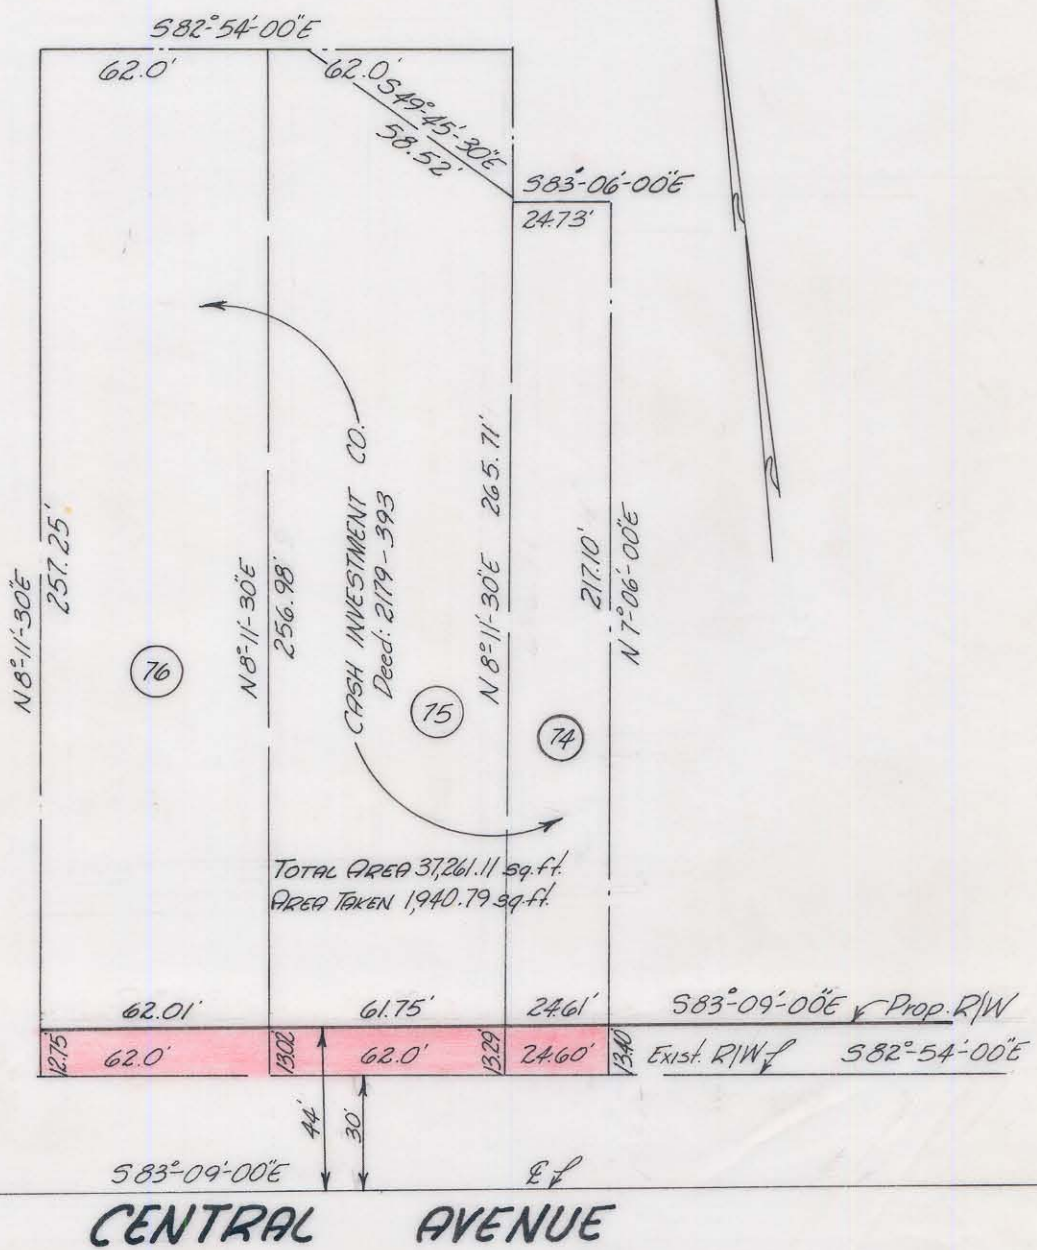 S82°-54'-00"E
62.0'
62.0'
S49°-45'-30"E
58.52'
S83°-06'-00"E
24.73'
N8°-11'-30"E
257.25'
N8°-11'-30"E
256.98'
CASH INVESTMENT CO.
Deed: 2179-393
N8°-11'-30"E 265.71'
217.10'
N7°-06'-00"E
76
75
74
TOTAL AREA 37,261.11 sq.ft.
AREA TAKEN 1,940.79 sq.ft.
62.01'
61.75'
24.61'
S83°-09'-00"E
Prop. R/W
12.75'
62.0'
13.02'
62.0'
13.29'
24.60'
13.40'
Exist. R/W
S82°-54'-00"E
44'
30'
S83°-09'-00"E
℄
CENTRAL AVENUE